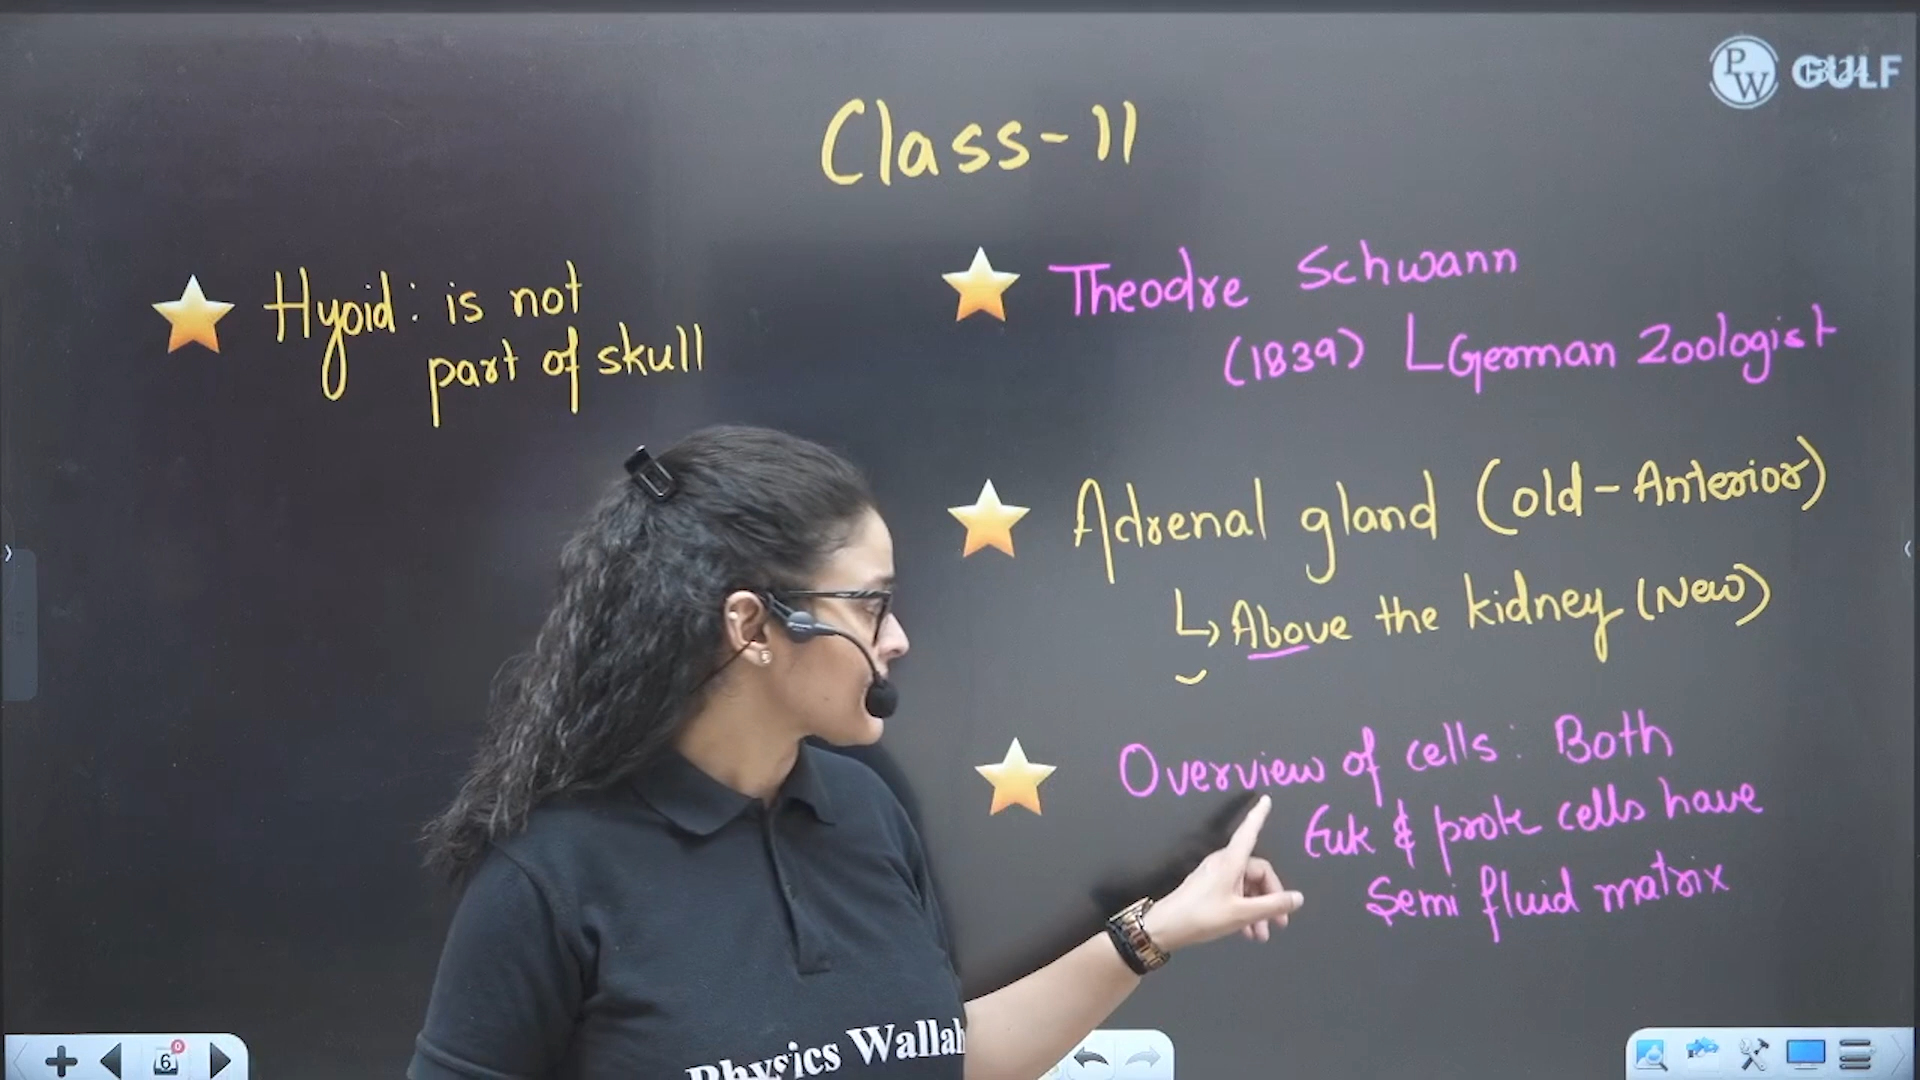 PW GULF
Class-11
Hyoid: is not
part of skull
Theodre Schwann
(1839) German Zoologist
Adrenal gland (old-Anterior)
↳ Above the kidney (New)
Overview of cells: Both
Euk & prok cells have
Semi fluid matrix
Physics Wallah
6
0